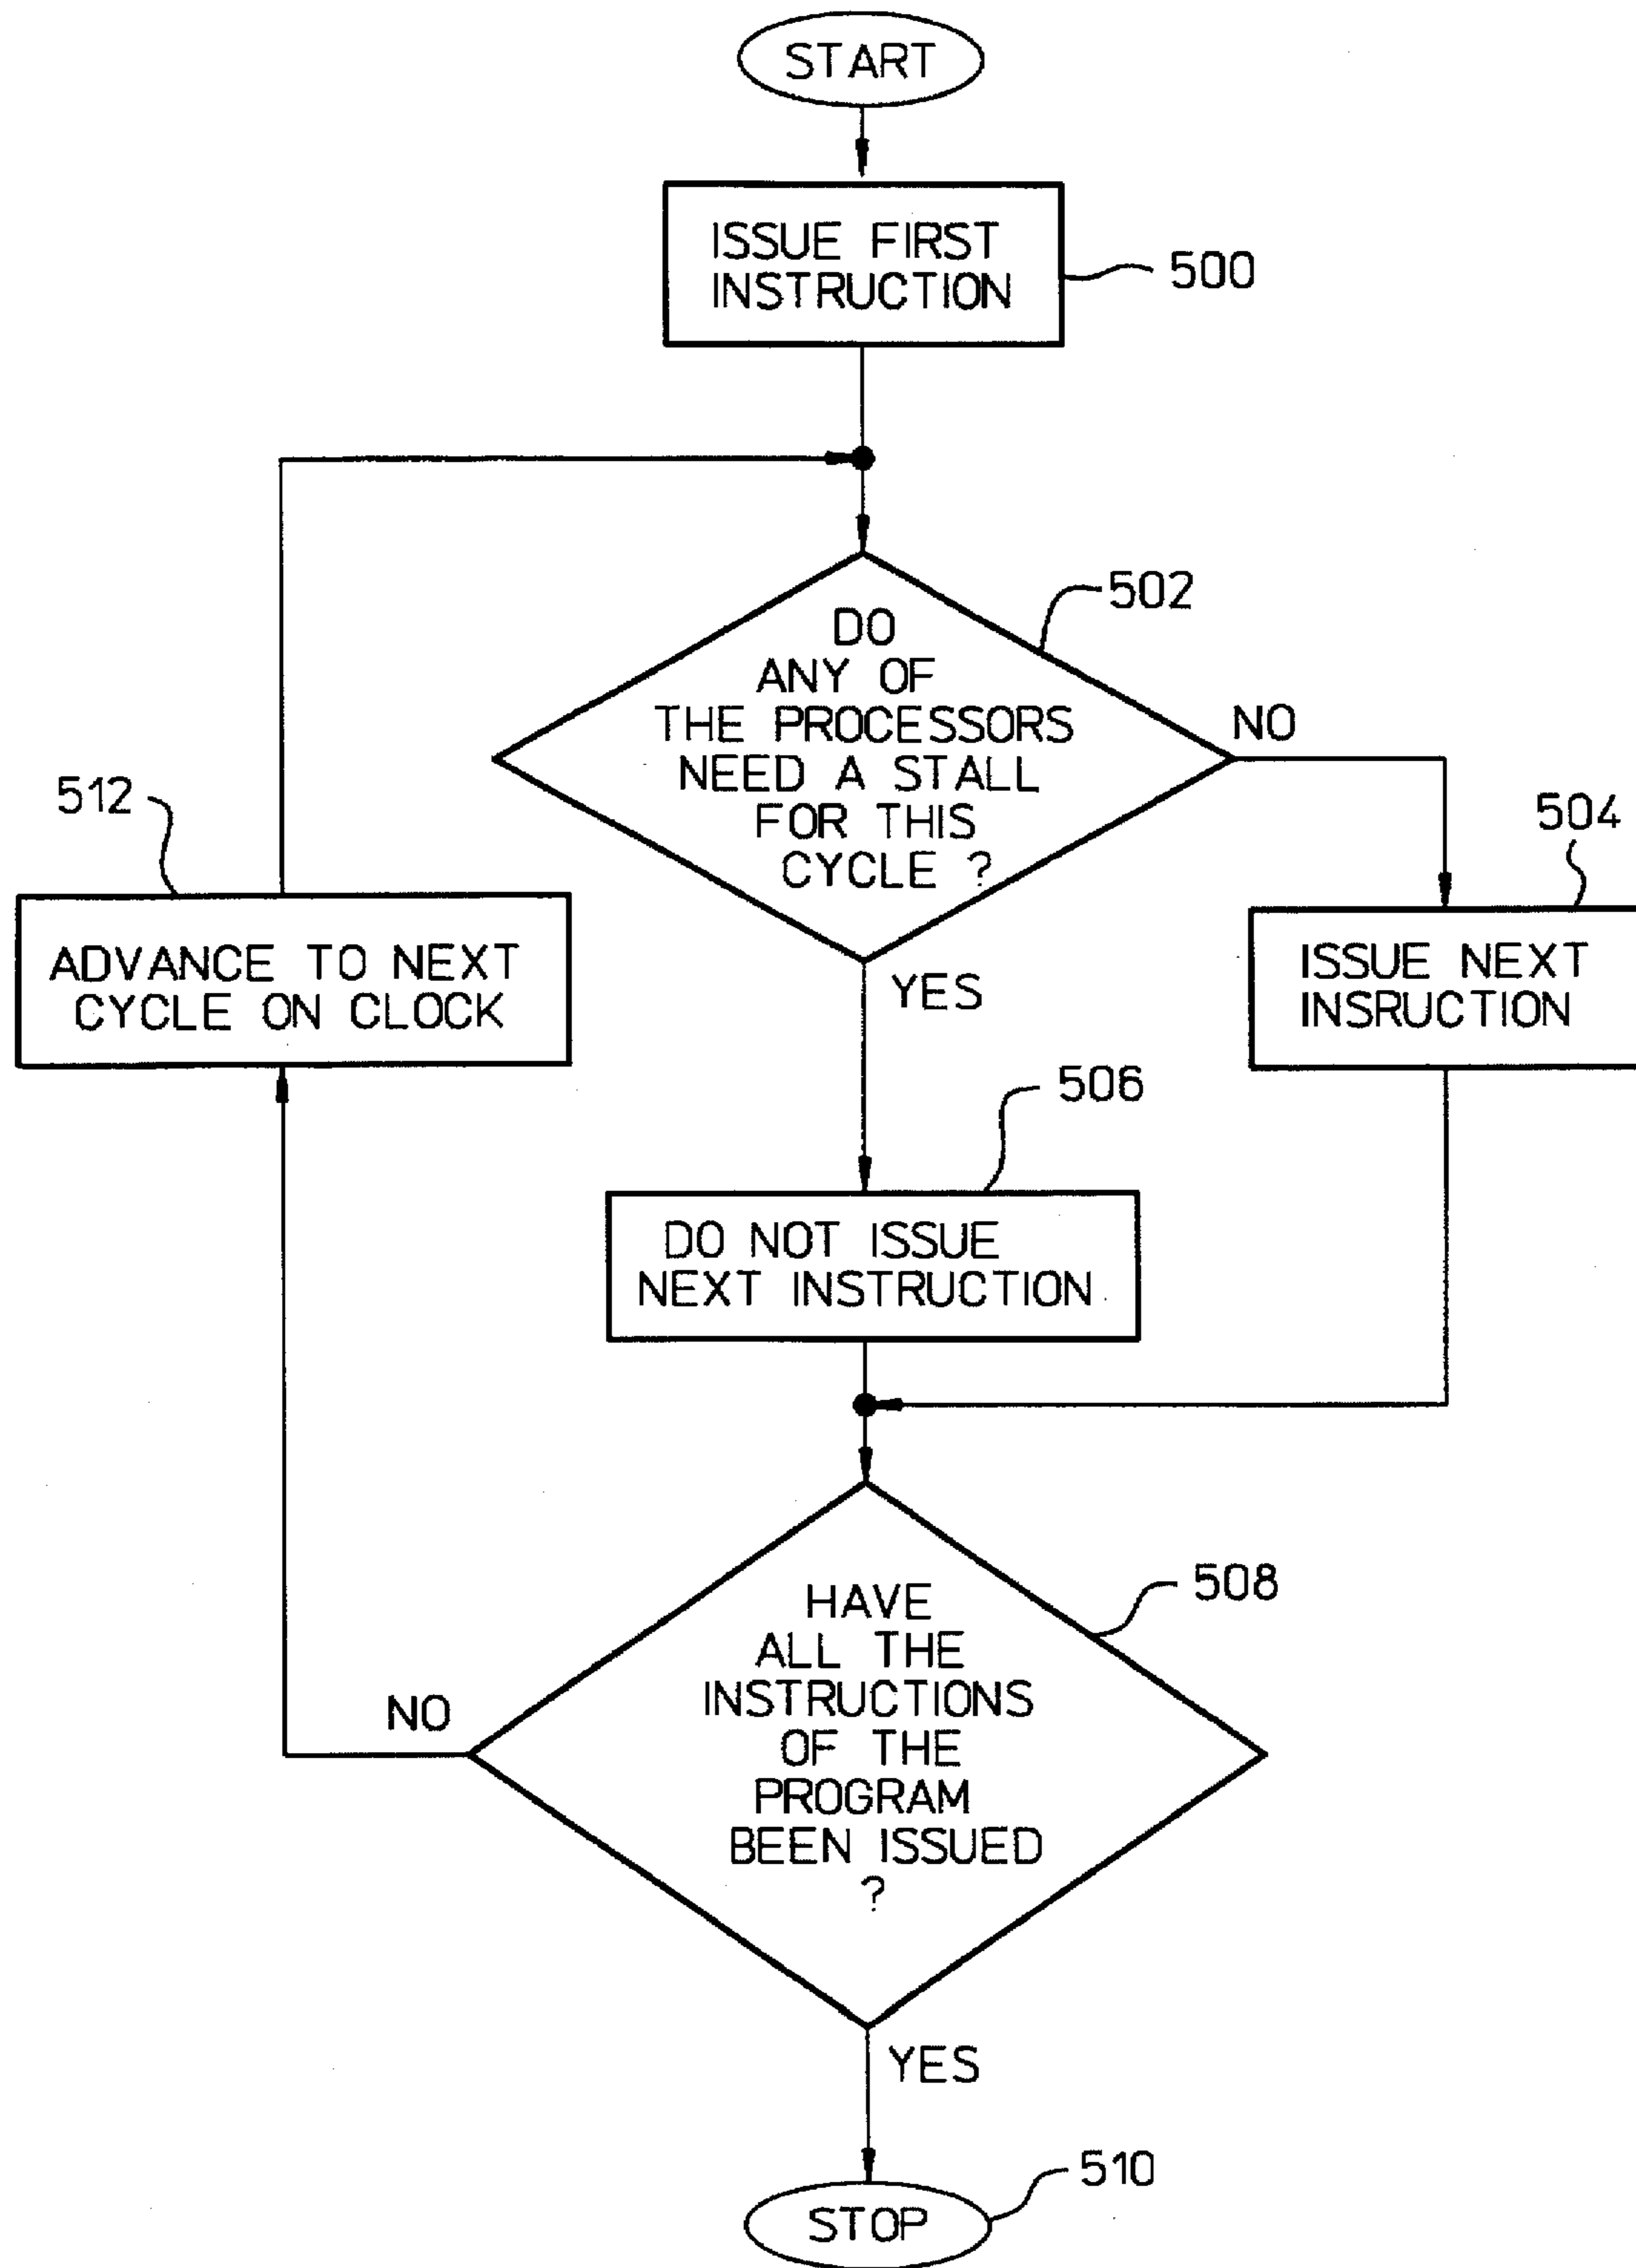 START
ISSUE FIRST
INSTRUCTION
500
502
DO
ANY OF
THE PROCESSORS
NEED A STALL
FOR THIS
CYCLE ?
NO
YES
512
ADVANCE TO NEXT
CYCLE ON CLOCK
504
ISSUE NEXT
INSRUCTION
506
DO NOT ISSUE
NEXT INSTRUCTION
508
HAVE
ALL THE
INSTRUCTIONS
OF THE
PROGRAM
BEEN ISSUED
?
NO
YES
510
STOP